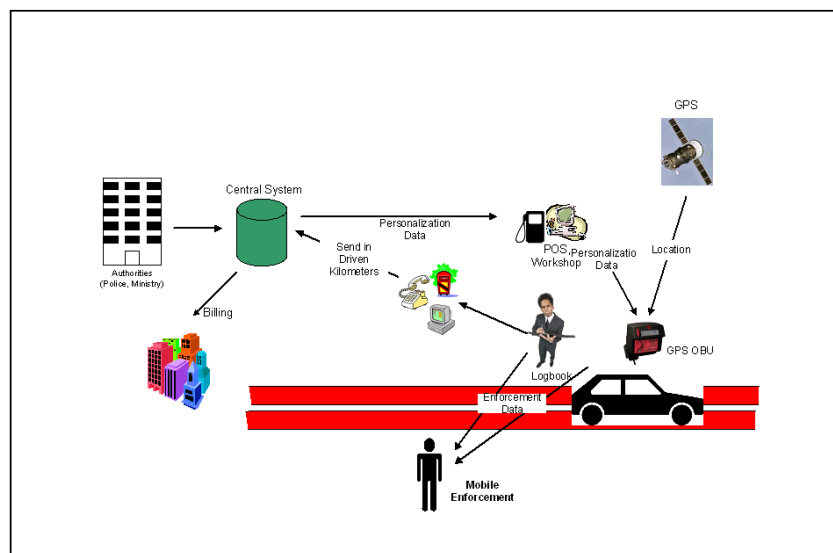 GPS
Central System
Personalization
Data
Authorities
(Police, Ministry)
Send in
Driven
Kilometers
POS,
Workshop
Personalizatio
Data
Location
Billing
Logbook
GPS OBU
Enforcement
Data
Mobile
Enforcement